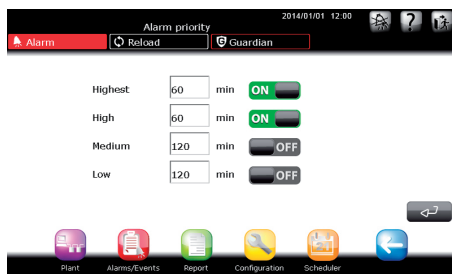 Alarm priority
2014/01/01 12:00
Alarm
Reload
G Guardian
Highest 60 min ON
High 60 min ON
Medium 120 min OFF
Low 120 min OFF
Plant Alarms/Events Report Configuration Scheduler